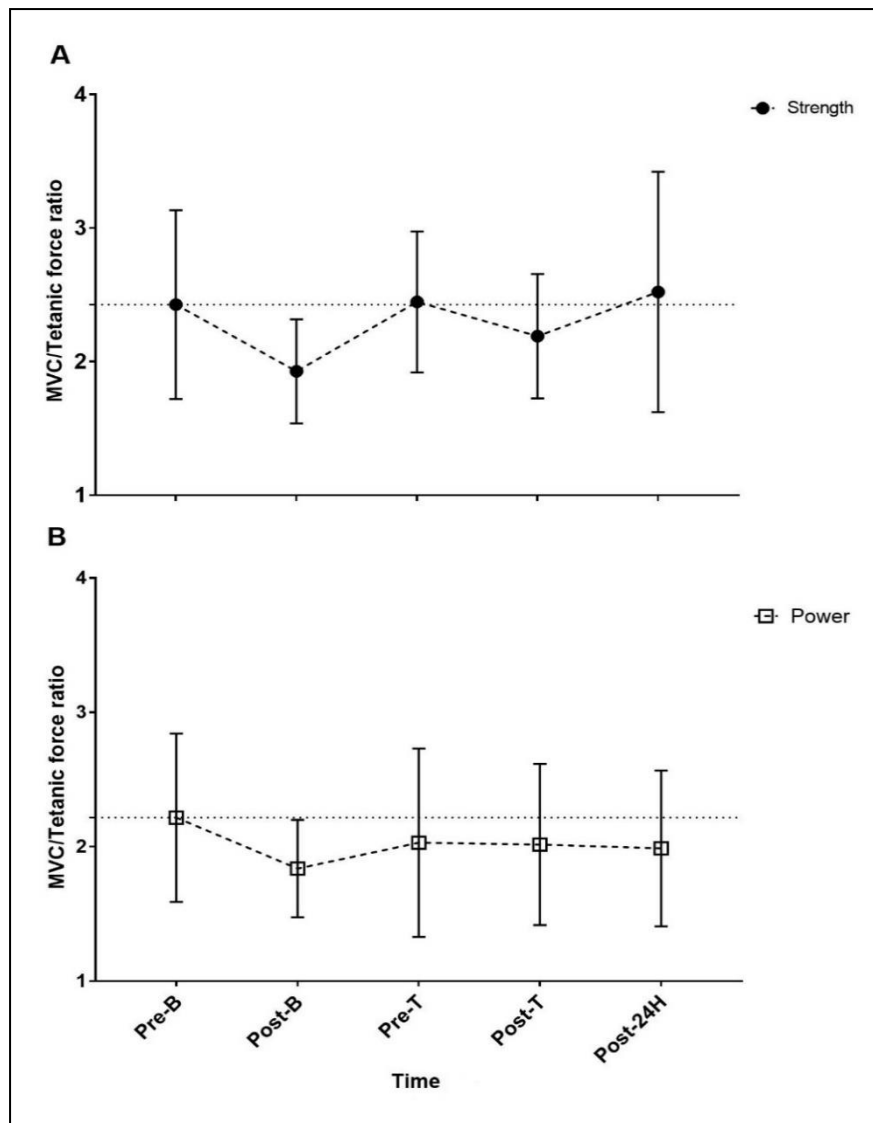 A
4
3
2
1
MVC/Tetanic force ratio
Strength
B
4
3
2
1
MVC/Tetanic force ratio
Power
Pre-B
Post-B
Pre-T
Post-T
Post-24H
Time